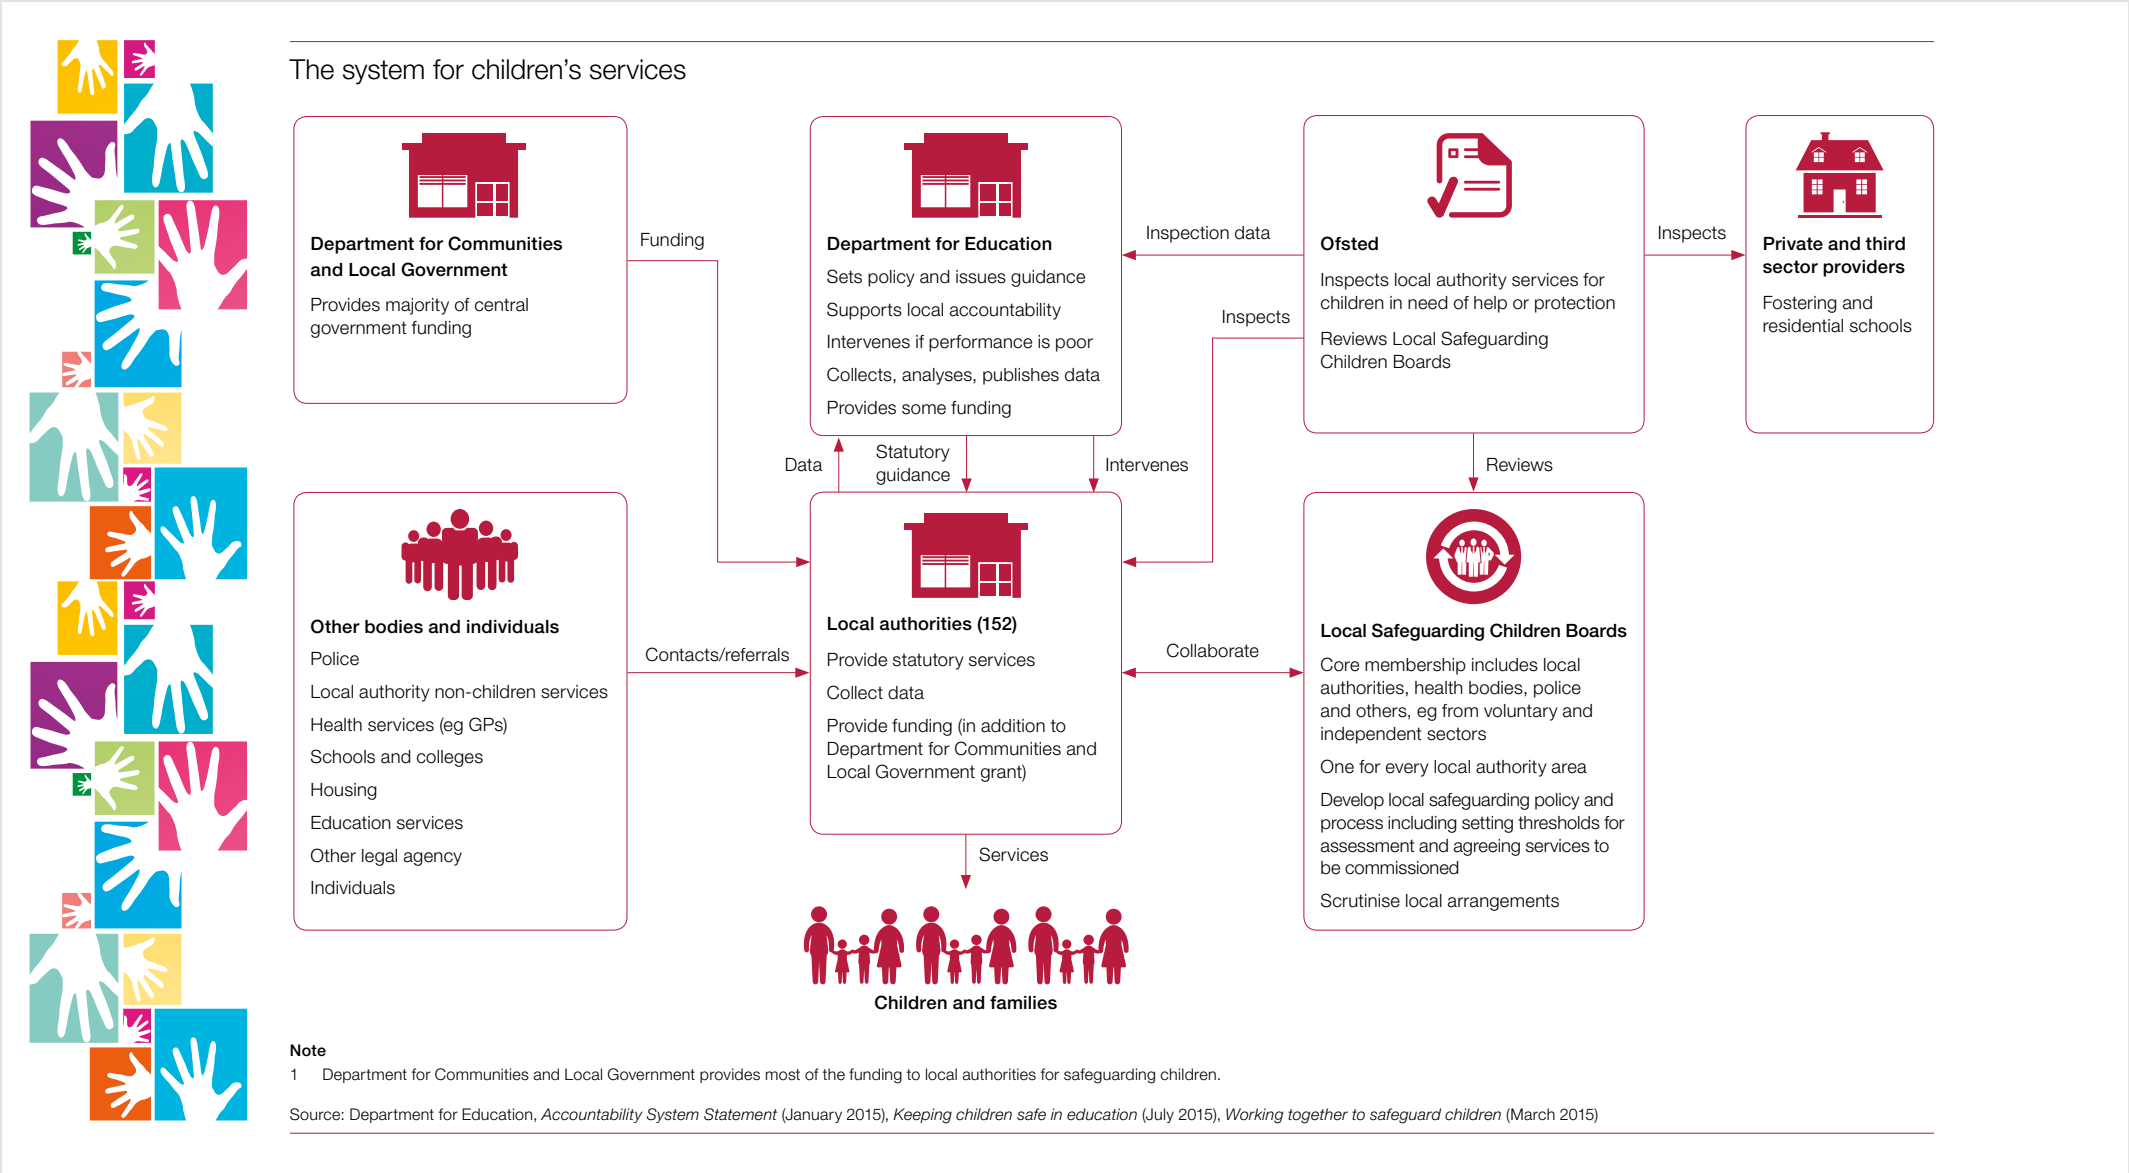 The system for children’s services
Department for Communities
and Local Government
Provides majority of central
government funding
Funding
Department for Education
Sets policy and issues guidance
Supports local accountability
Intervenes if performance is poor
Collects, analyses, publishes data
Provides some funding
Inspection data
Inspects
Ofsted
Inspects local authority services for
children in need of help or protection
Reviews Local Safeguarding
Children Boards
Inspects
Private and third
sector providers
Fostering and
residential schools
Data
Statutory
guidance
Intervenes
Reviews
Other bodies and individuals
Police
Local authority non-children services
Health services (eg GPs)
Schools and colleges
Housing
Education services
Other legal agency
Individuals
Contacts/referrals
Local authorities (152)
Provide statutory services
Collect data
Provide funding (in addition to
Department for Communities and
Local Government grant)
Collaborate
Local Safeguarding Children Boards
Core membership includes local
authorities, health bodies, police
and others, eg from voluntary and
independent sectors
One for every local authority area
Develop local safeguarding policy and
process including setting thresholds for
assessment and agreeing services to
be commissioned
Scrutinise local arrangements
Services
Children and families
Note
1 Department for Communities and Local Government provides most of the funding to local authorities for safeguarding children.
Source: Department for Education, Accountability System Statement (January 2015), Keeping children safe in education (July 2015), Working together to safeguard children (March 2015)